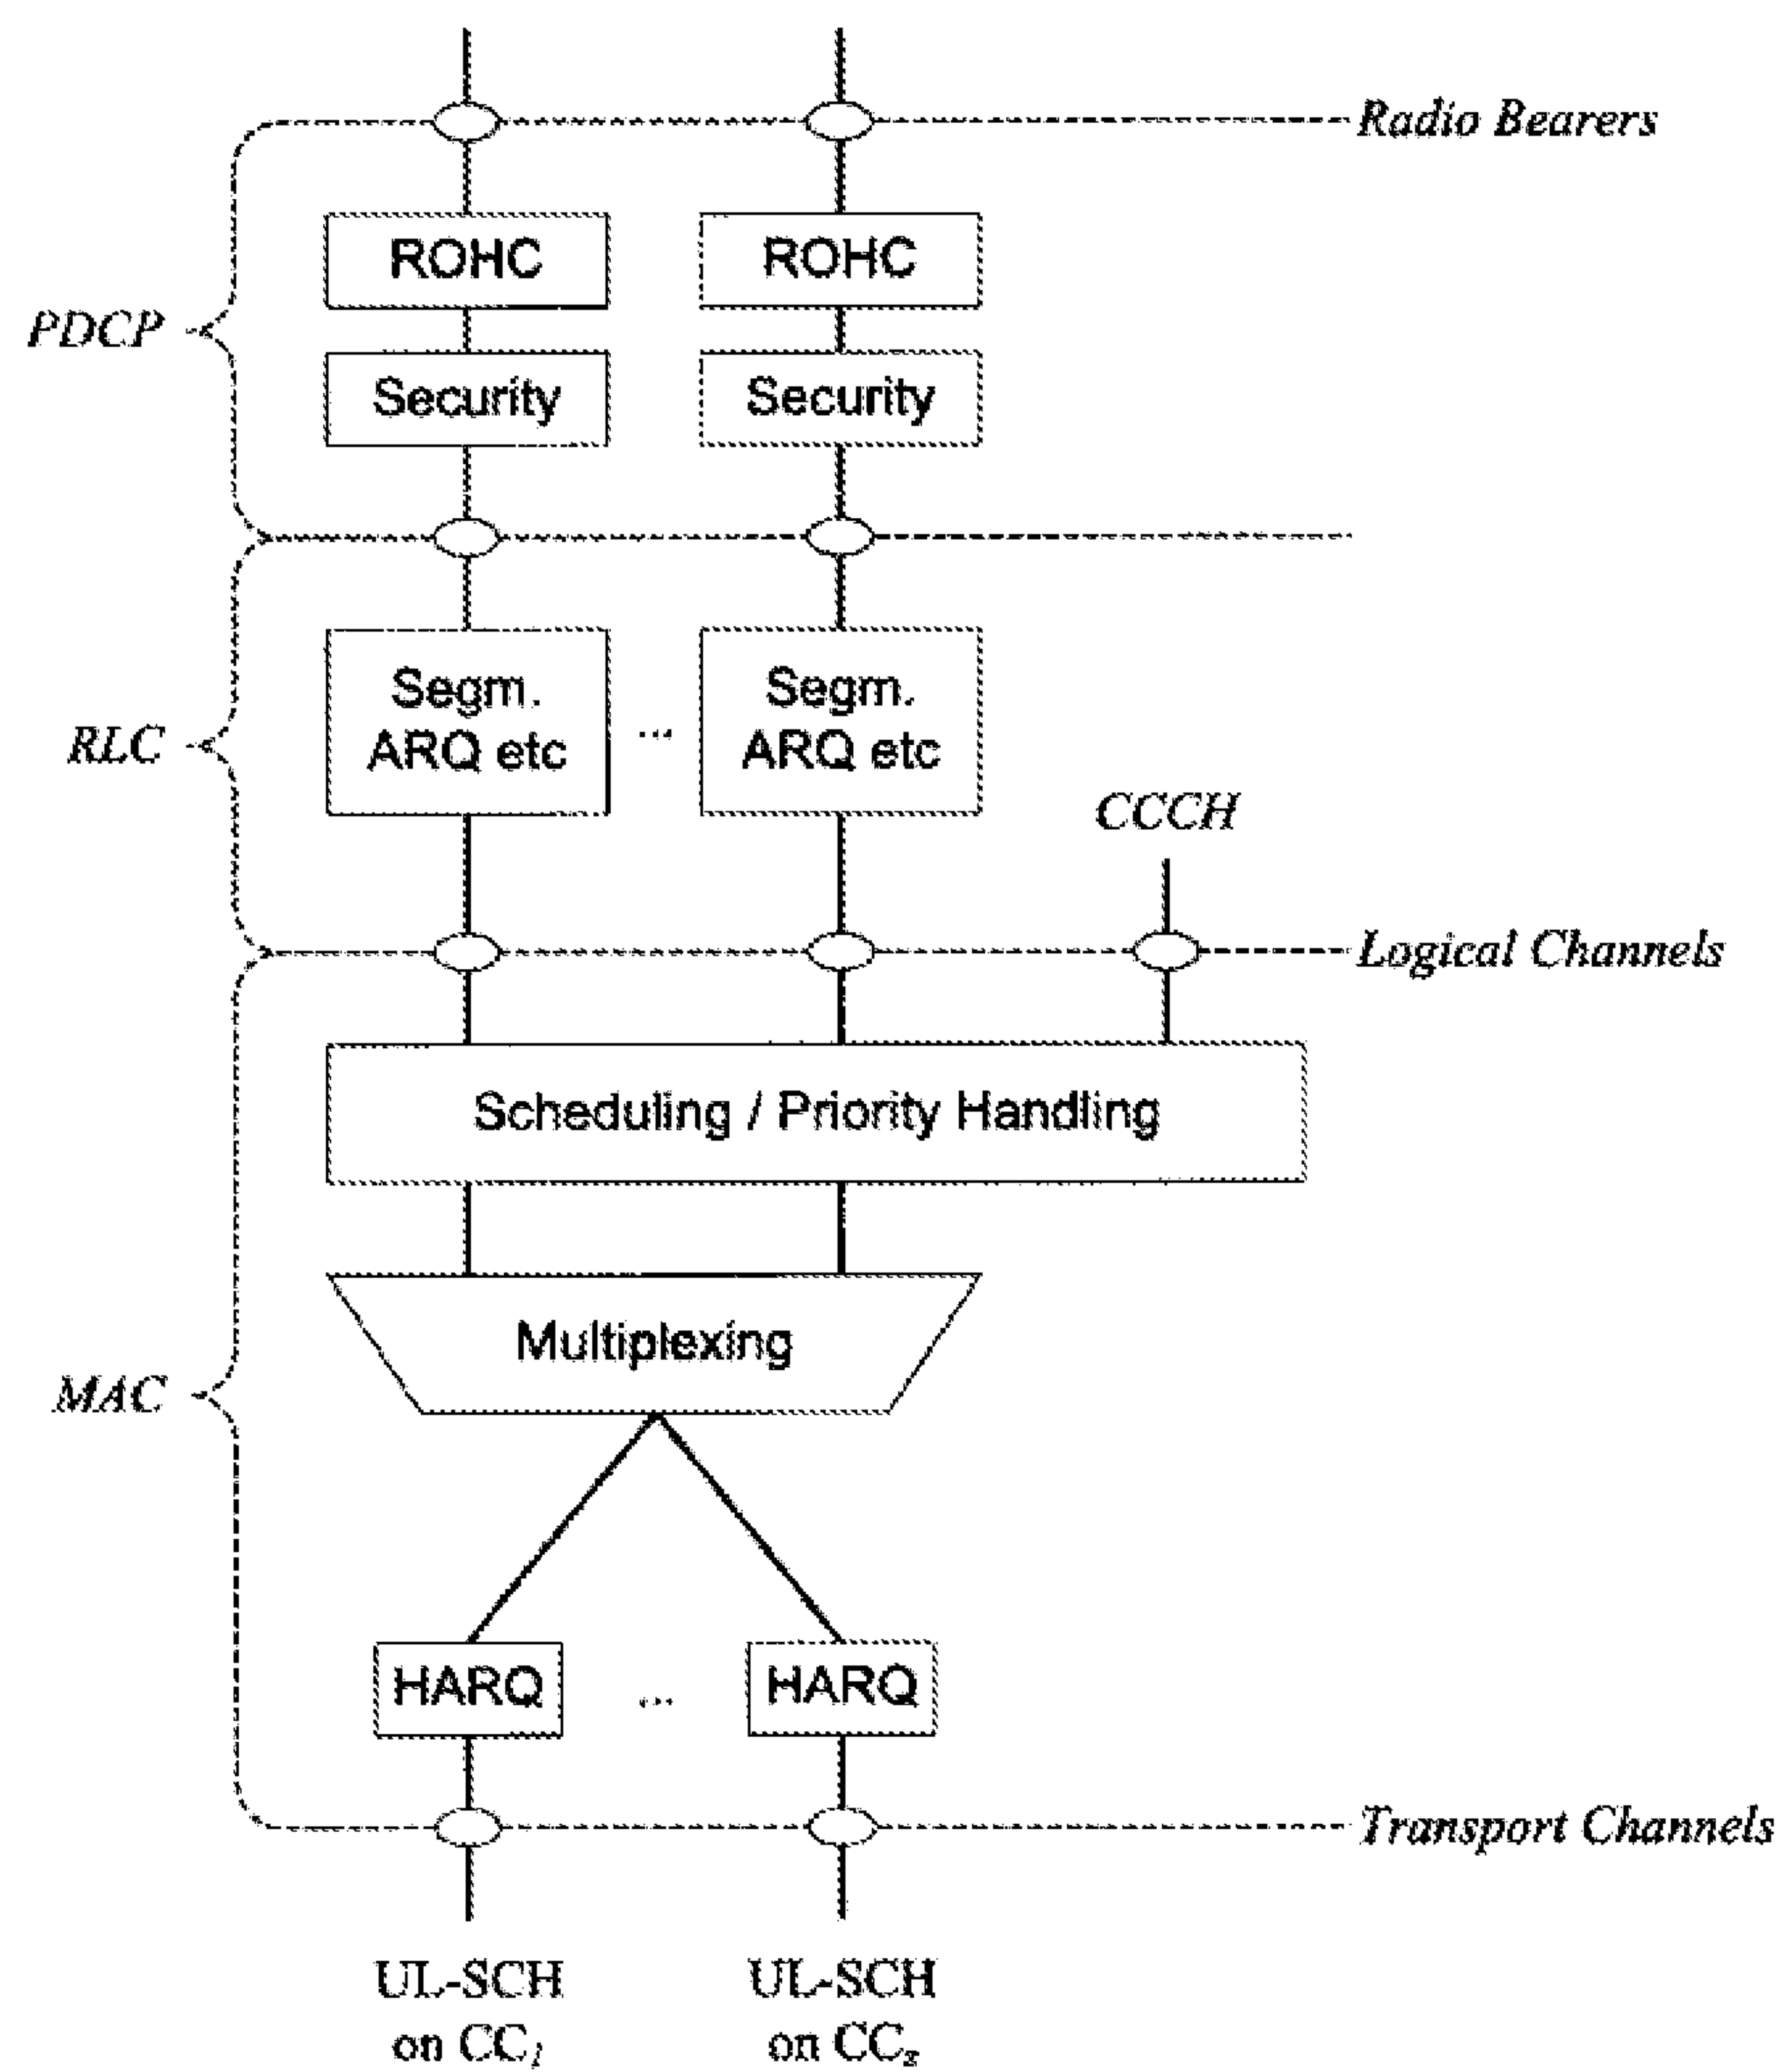 Radio Bearers
ROHC
ROHC
PDCP
Security
Security
Segm.
ARQ etc
...
Segm.
ARQ etc
RLC
CCCH
Logical Channels
Scheduling / Priority Handling
Multiplexing
MAC
HARQ
...
HARQ
Transport Channels
UL-SCH
on CC1
UL-SCH
on CCz